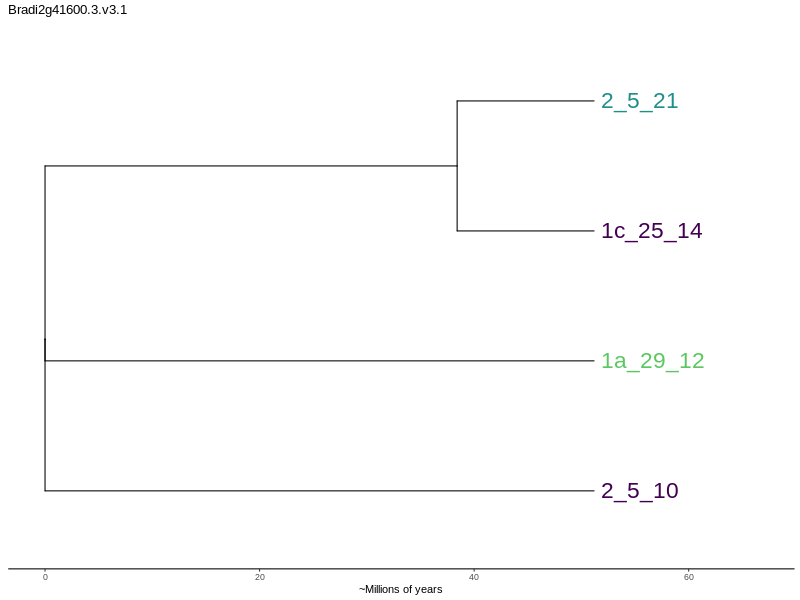 Bradi2g41600.3.v3.1
2_5_21
1c_25_14
1a_29_12
2_5_10
0 20 40 60
~Millions of years